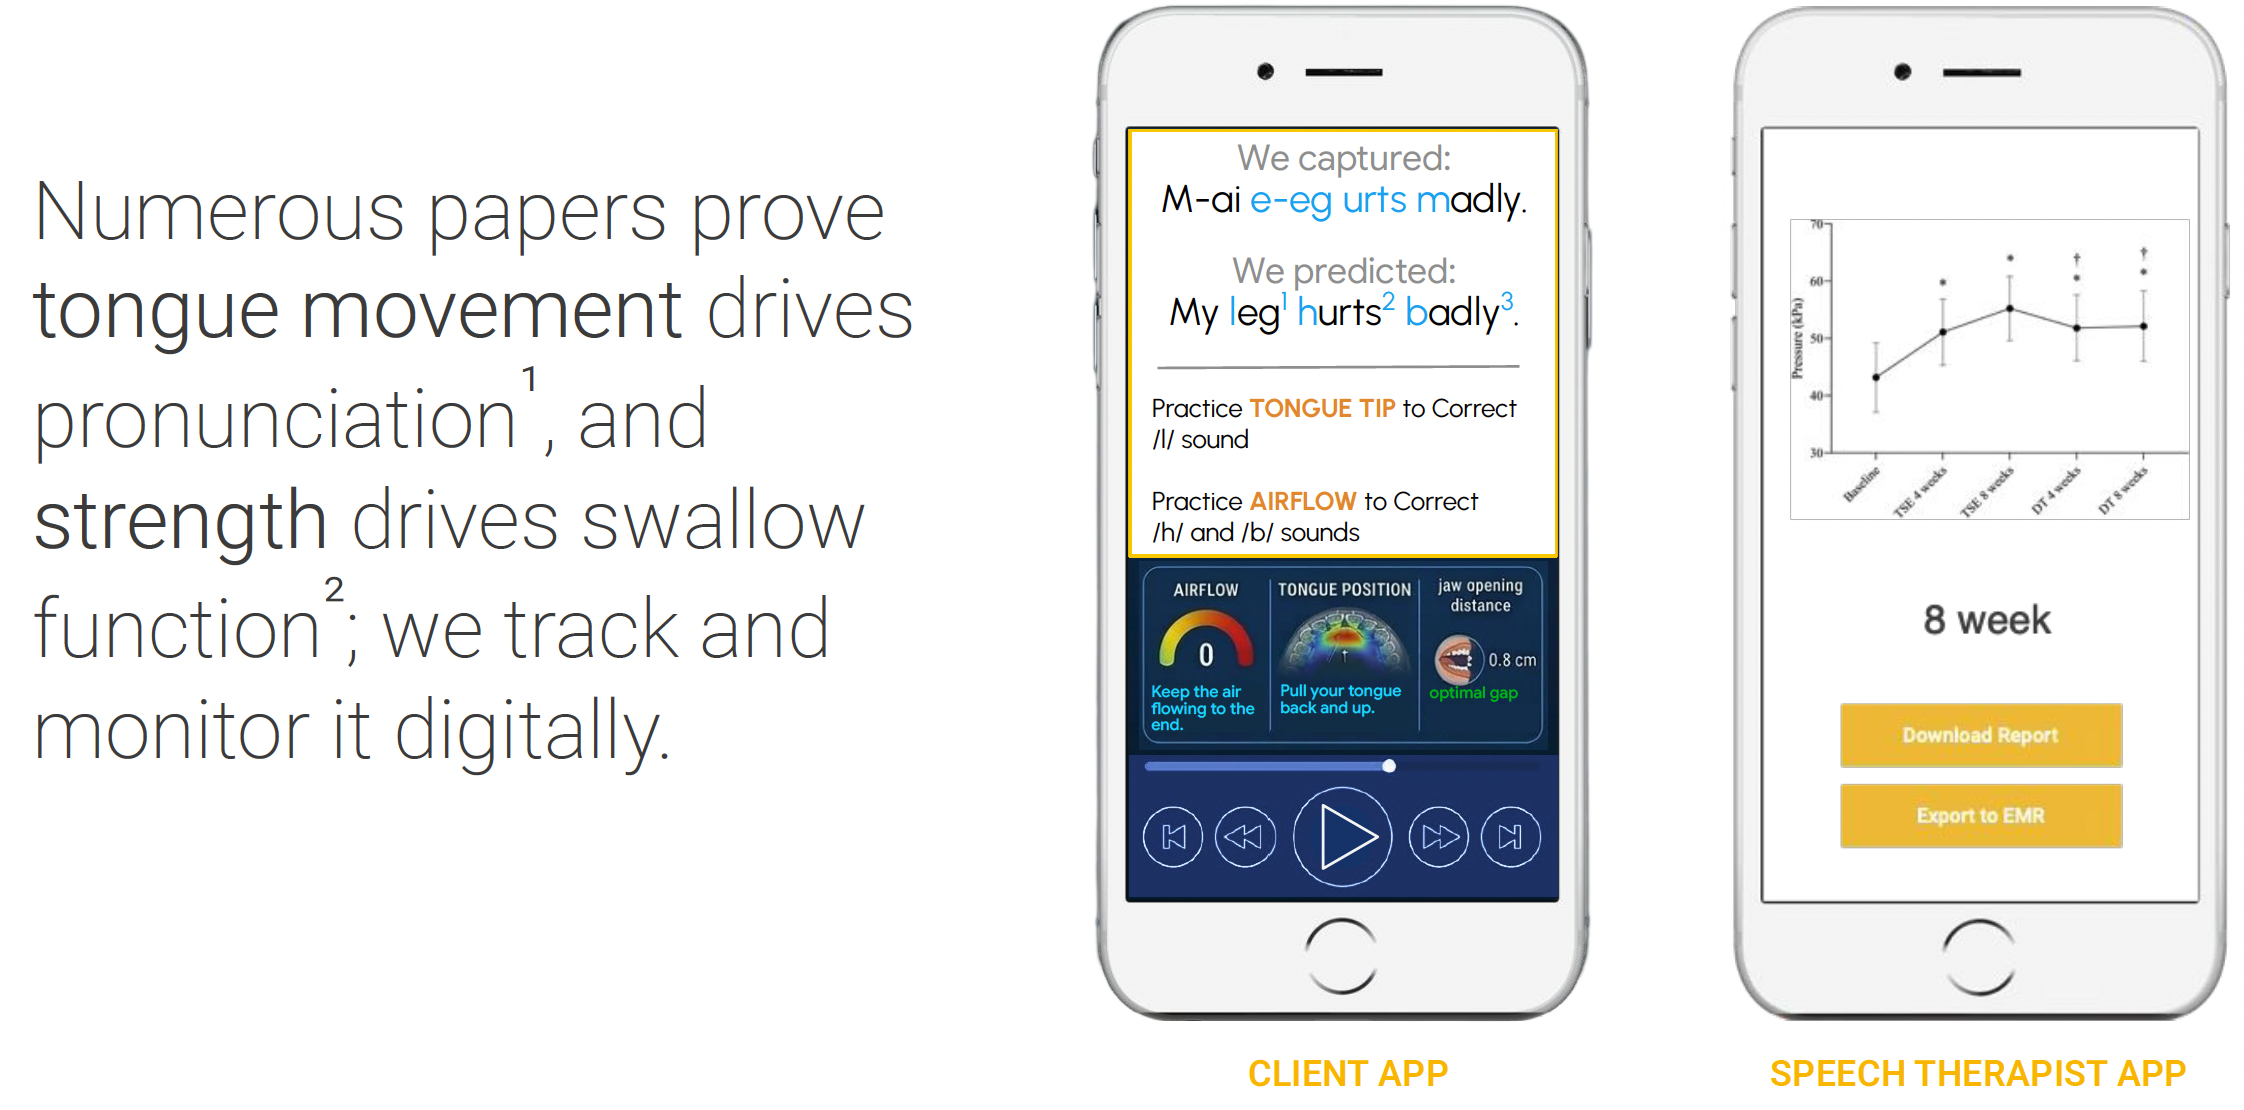 Numerous papers prove
tongue movement drives
pronunciation¹, and
strength drives swallow
function²; we track and
monitor it digitally.
We captured:
M-ai e-eg urts madly.
We predicted:
My leg¹ hurts² badly³.
Practice TONGUE TIP to Correct
/l/ sound
Practice AIRFLOW to Correct
/h/ and /b/ sounds
AIRFLOW
0
Keep the air
flowing to the
end.
TONGUE POSITION
Pull your tongue
back and up.
jaw opening
distance
0.8 cm
optimal gap
CLIENT APP
Pressure (kPa)
70
60
50
40
30
* * † * † *
Baseline
TSE 4 weeks
TSE 8 weeks
DT 4 weeks
DT 8 weeks
8 week
Download Report
Export to EMR
SPEECH THERAPIST APP